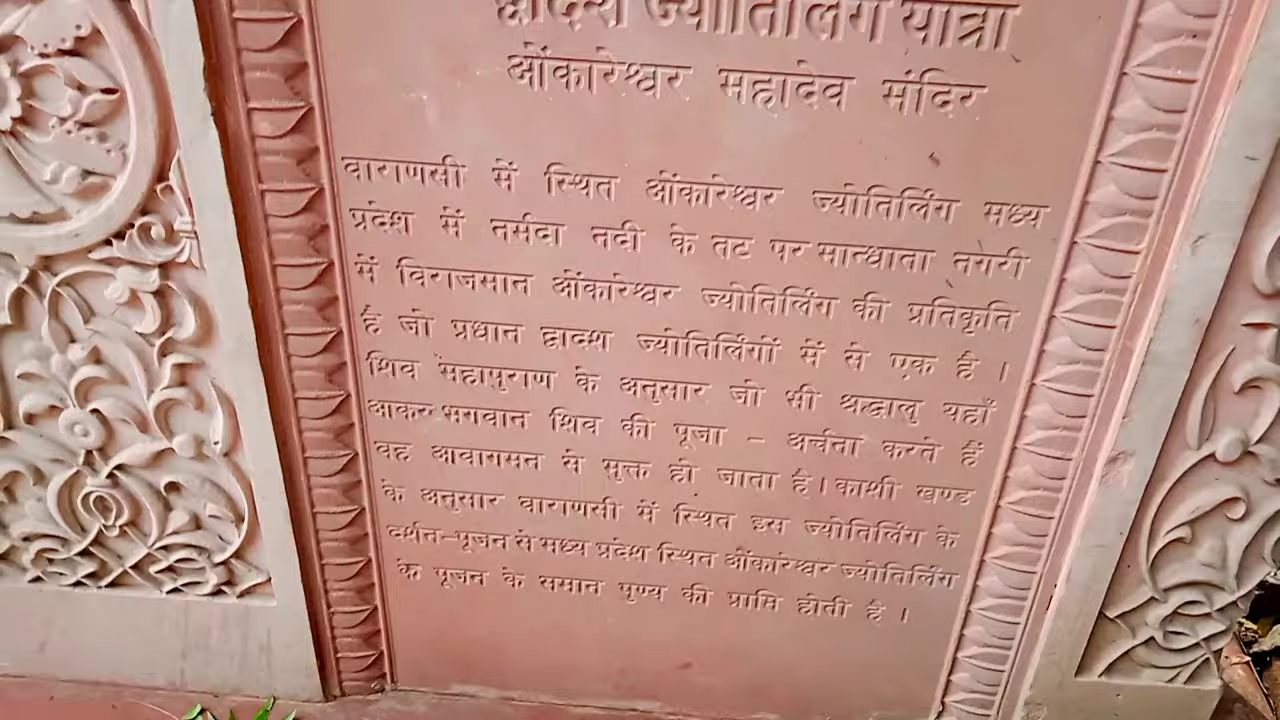 द्वादश ज्योतिर्लिंग यात्रा
ओंकारेश्वर महादेव मंदिर
वाराणसी में स्थित ओंकारेश्वर ज्योतिर्लिंग मध्य
प्रदेश में नर्मदा नदी के तट पर मान्धाता नगरी
में विराजमान ओंकारेश्वर ज्योतिर्लिंग की प्रतिकृति
है जो प्रधान द्वादश ज्योतिर्लिंगों में से एक है ।
शिव महापुराण के अनुसार जो भी श्रद्धालु यहाँ
आकर भगवान शिव की पूजा – अर्चना करते हैं
वह आवागमन से मुक्त हो जाता है। काशी खण्ड
के अनुसार वाराणसी में स्थित इस ज्योतिर्लिंग के
दर्शन–पूजन से मध्य प्रदेश स्थित ओंकारेश्वर ज्योतिर्लिंग
के पूजन के समान पुण्य की प्राप्ति होती है ।